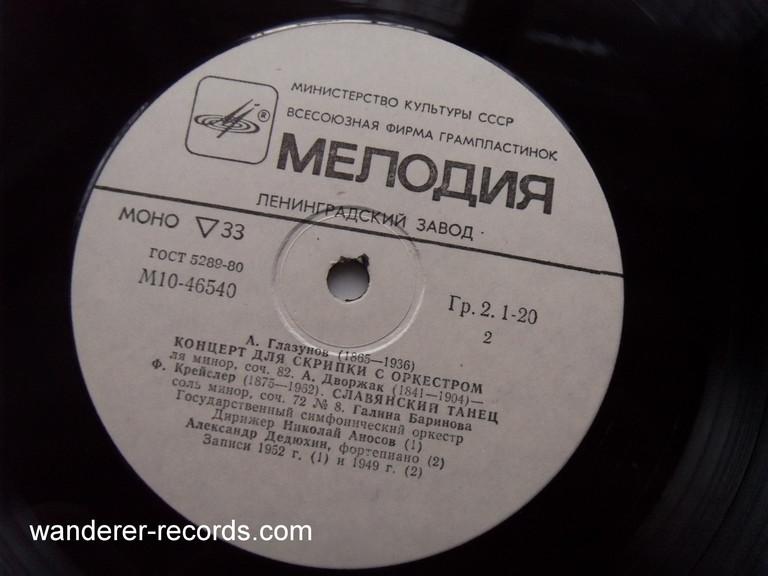 ®
МИНИСТЕРСТВО КУЛЬТУРЫ СССР
ВСЕСОЮЗНАЯ ФИРМА ГРАМПЛАСТИНОК
МЕЛОДИЯ
ЛЕНИНГРАДСКИЙ ЗАВОД
МОНО ▽33
ГОСТ 5289-80
М10-46540
Гр. 2. 1-20
2
А. Глазунов (1865—1936)
КОНЦЕРТ ДЛЯ СКРИПКИ С ОРКЕСТРОМ
ля минор, соч. 82. А. Дворжак (1841—1904)—
Ф. Крейслер (1875—1962). СЛАВЯНСКИЙ ТАНЕЦ
соль минор, соч. 72 № 8. Галина Баринова
Государственный симфонический оркестр
Дирижер Николай Аносов (1)
Александр Дедюхин, фортепиано (2)
Записи 1952 г. (1) и 1949 г. (2)
wanderer-records.com